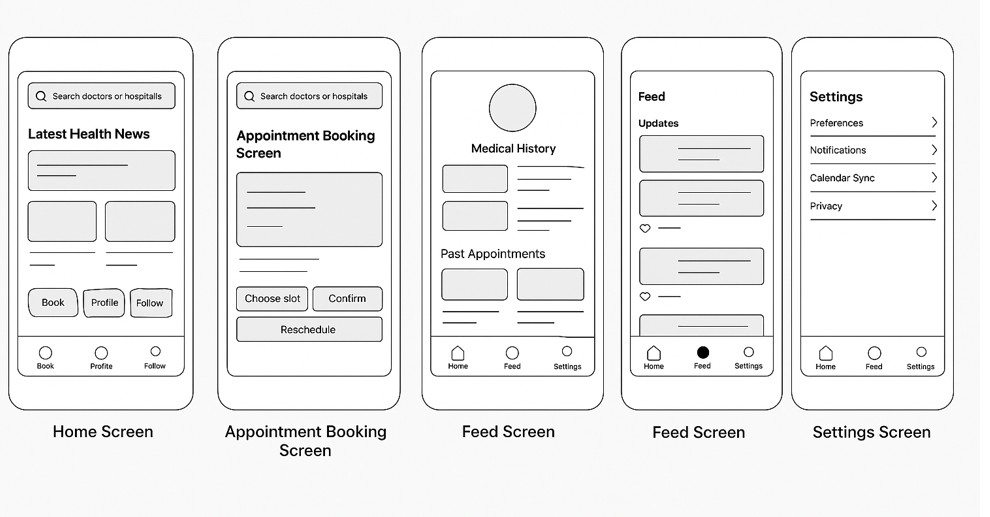 Search doctors or hospitalls
Latest Health News
Book
Profile
Follow
Book
Profite
Follow
Home Screen
Search doctors or hospitals
Appointment Booking
Screen
Choose slot
Confirm
Reschedule
Appointment Booking
Screen
Medical History
Past Appointments
Home
Feed
Settings
Feed Screen
Feed
Updates
Home
Feed
Settings
Feed Screen
Settings
Preferences
Notifications
Calendar Sync
Privacy
Home
Feed
Settings
Settings Screen